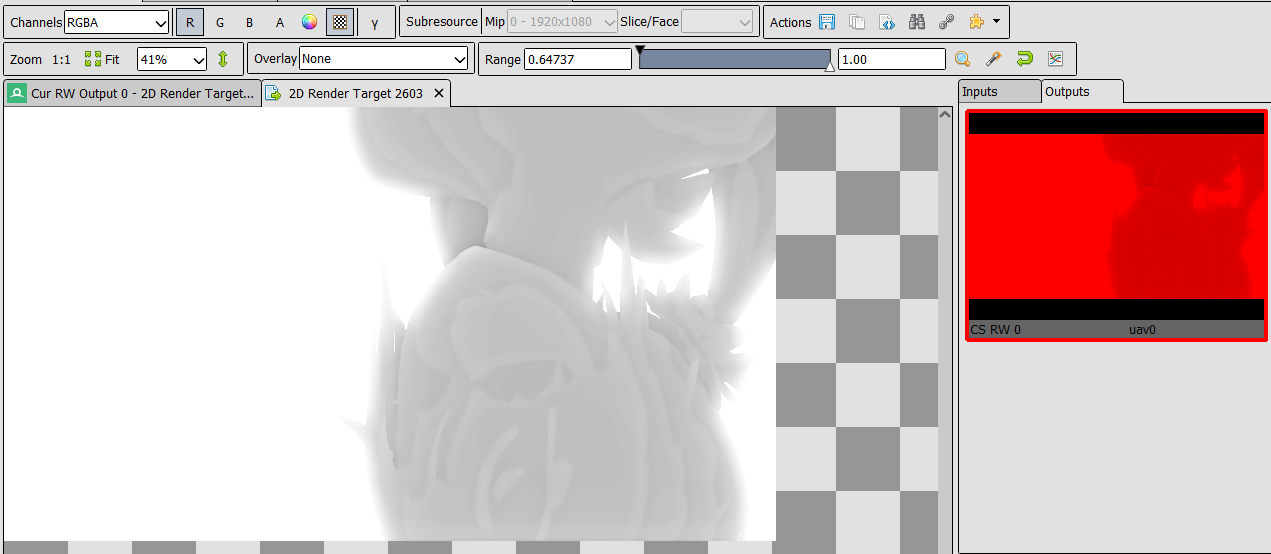 Channels RGBA R G B A γ Subresource Mip 0 - 1920x1080 Slice/Face Actions
Zoom 1:1 Fit 41% Overlay None Range 0.64737 1.00
Cur RW Output 0 - 2D Render Target... 2D Render Target 2603 Inputs Outputs
CS RW 0 uav0